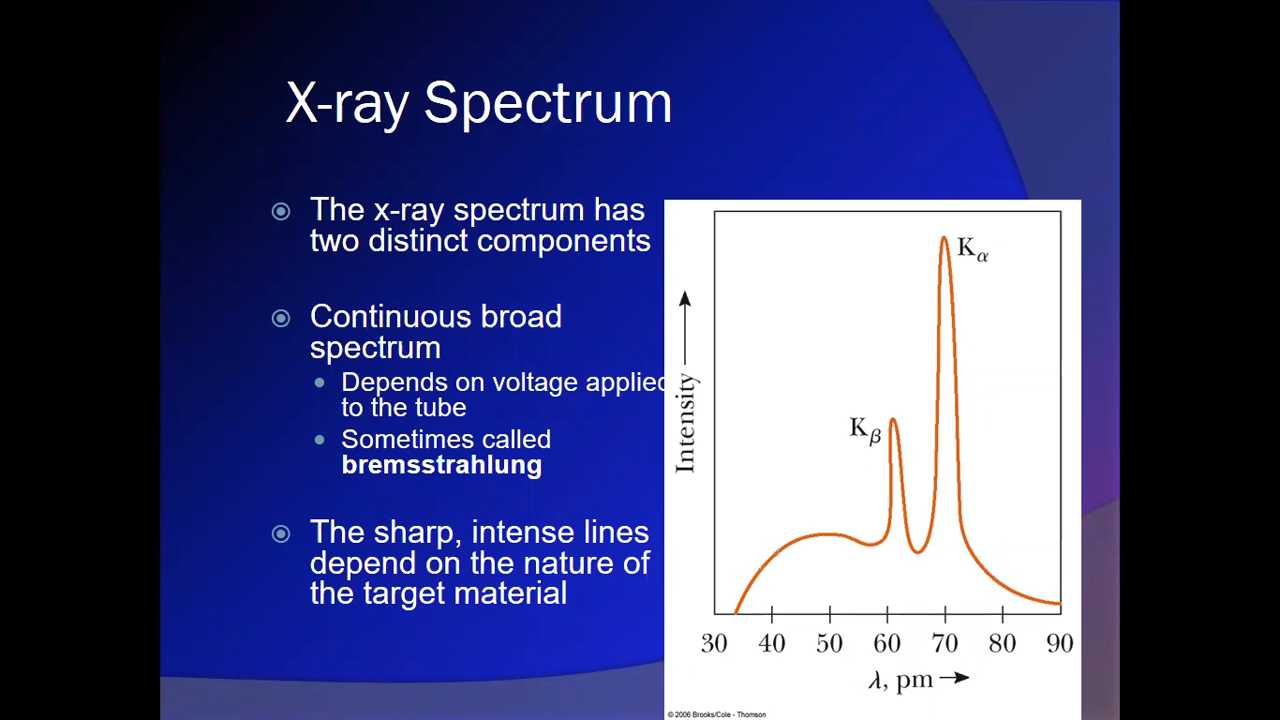 X-ray Spectrum
The x-ray spectrum has
two distinct components
Continuous broad
spectrum
Depends on voltage applied
to the tube
Sometimes called
bremsstrahlung
The sharp, intense lines
depend on the nature of
the target material
Kα
Kβ
Intensity
30 40 50 60 70 80 90
λ, pm
© 2006 Brooks/Cole - Thomson